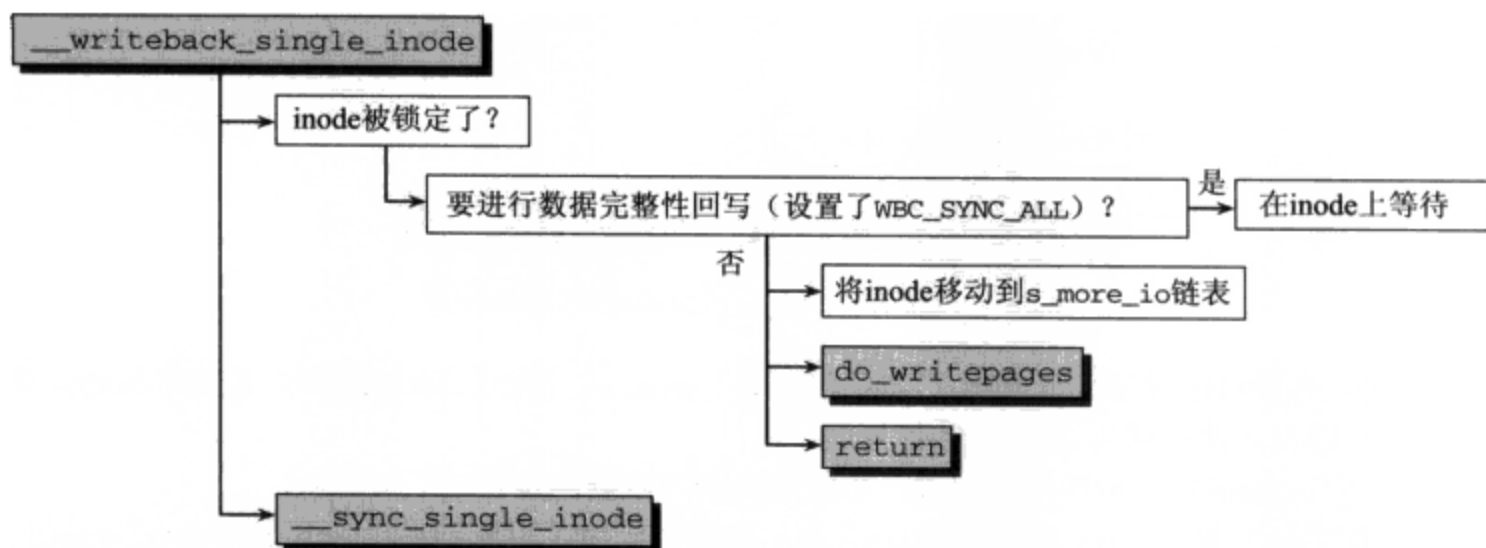 __writeback_single_inode
inode被锁定了？
要进行数据完整性回写（设置了WBC_SYNC_ALL）？
是
在inode上等待
否
将inode移动到s_more_io链表
do_writepages
return
__sync_single_inode